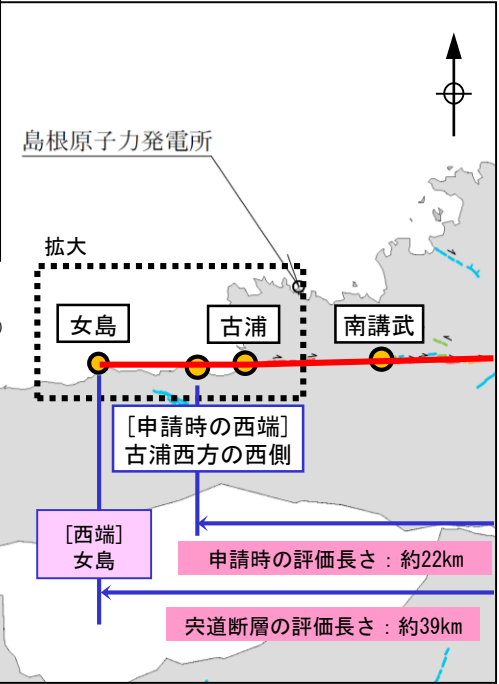 島根原子力発電所
拡大
女島
古浦
南講武
[申請時の西端]
古浦西方の西側
[西端]
女島
申請時の評価長さ：約22km
宍道断層の評価長さ：約39km